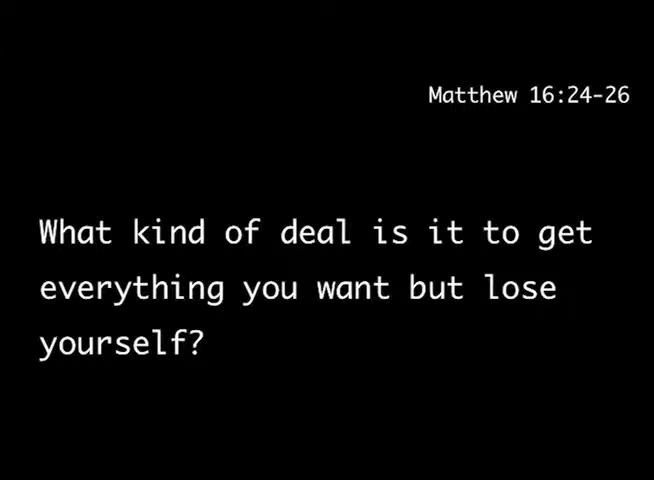 Matthew 16:24-26
What kind of deal is it to get
everything you want but lose
yourself?